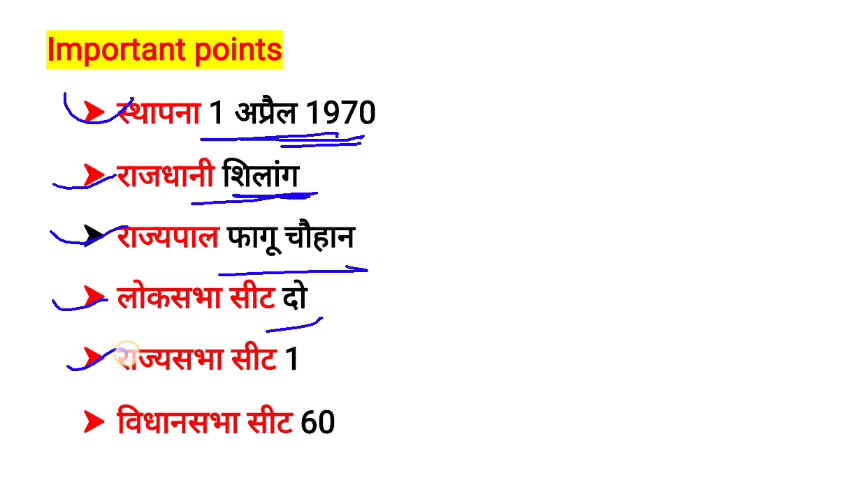 Important points
स्थापना 1 अप्रैल 1970
राजधानी शिलांग
राज्यपाल फागू चौहान
लोकसभा सीट दो
राज्यसभा सीट 1
विधानसभा सीट 60